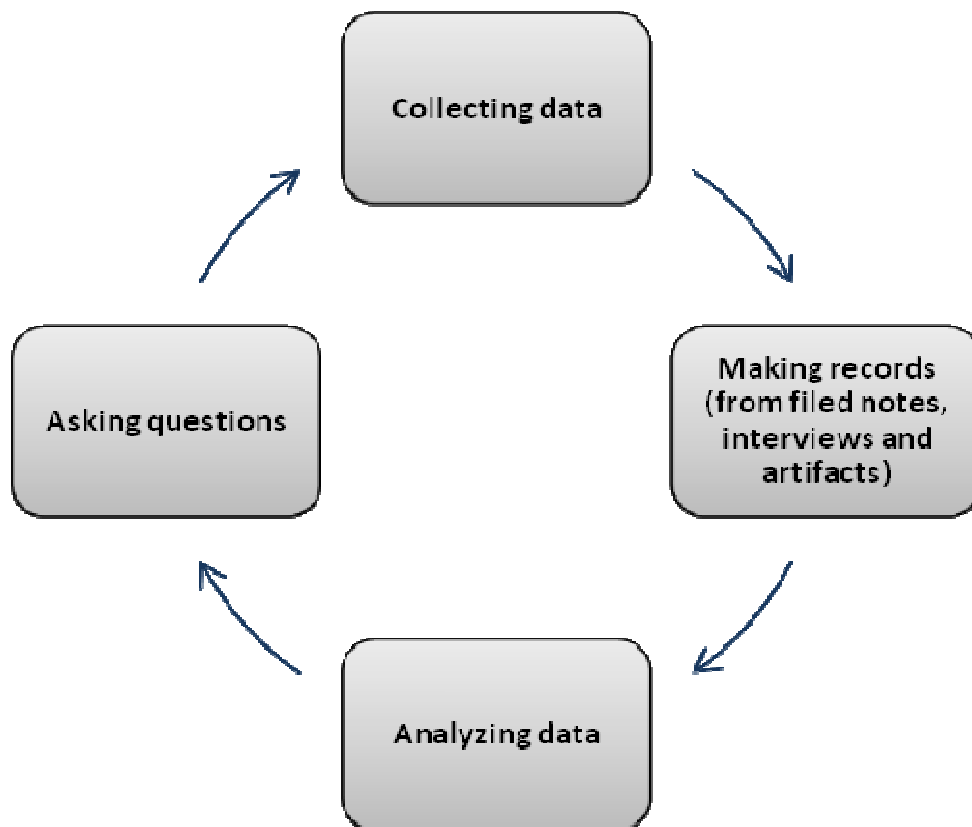 Collecting data
Making records
(from filed notes,
interviews and
artifacts)
Asking questions
Analyzing data